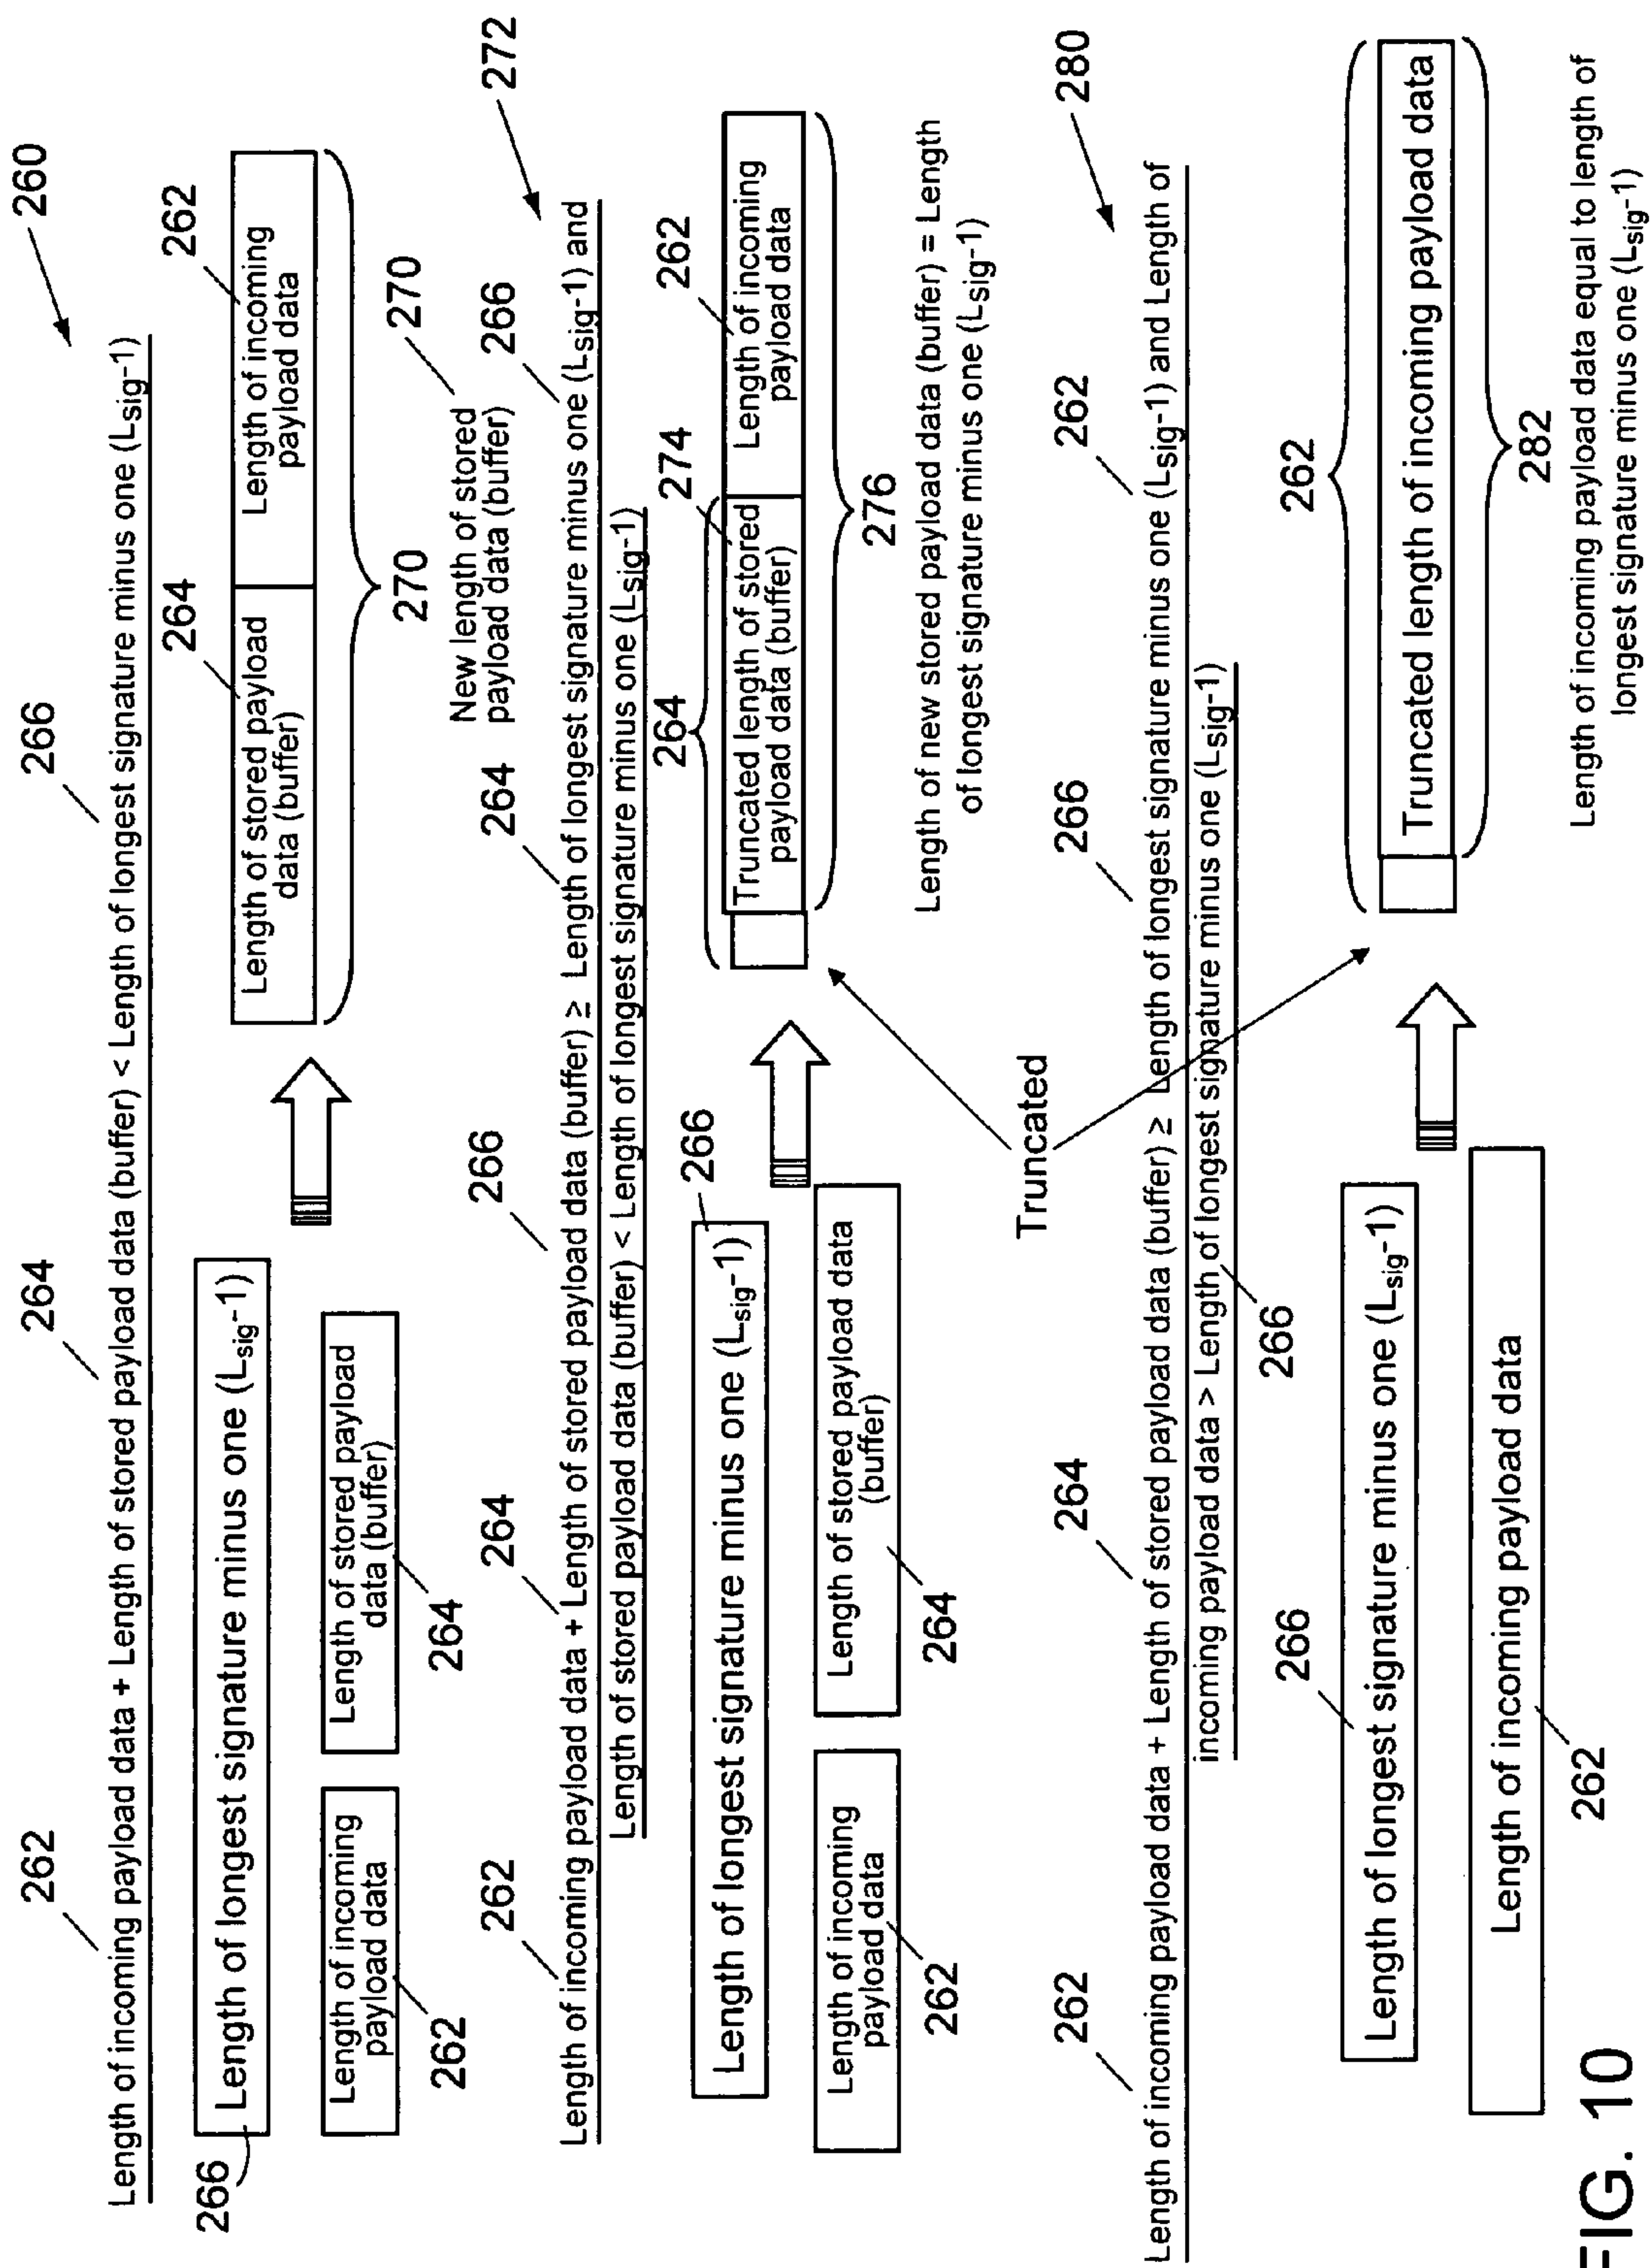 260
262
264
266
Length of incoming payload data + Length of stored payload data (buffer) < Length of longest signature minus one (Lsig-1)
266
Length of longest signature minus one (Lsig-1)
Length of incoming
payload data
262
Length of stored payload
data (buffer)
264
264
262
Length of stored payload
data (buffer)
Length of incoming
payload data
270
New length of stored
payload data (buffer)
270
272
262
264
266
264
266
Length of incoming payload data + Length of stored payload data (buffer) ≥ Length of longest signature minus one (Lsig-1) and
Length of stored payload data (buffer) < Length of longest signature minus one (Lsig-1)
Length of longest signature minus one (Lsig-1)
266
Length of incoming
payload data
262
Length of stored payload data
(buffer)
264
264
274
262
Truncated length of stored
payload data (buffer)
Length of incoming
payload data
276
Length of new stored payload data (buffer) = Length
of longest signature minus one (Lsig-1)
Truncated
280
262
264
266
262
Length of incoming payload data + Length of stored payload data (buffer) ≥ Length of longest signature minus one (Lsig-1) and Length of
incoming payload data > Length of longest signature minus one (Lsig-1)
266
266
Length of longest signature minus one (Lsig-1)
Length of incoming payload data
262
262
Truncated length of incoming payload data
282
Length of incoming payload data equal to length of
longest signature minus one (Lsig-1)
FIG. 10